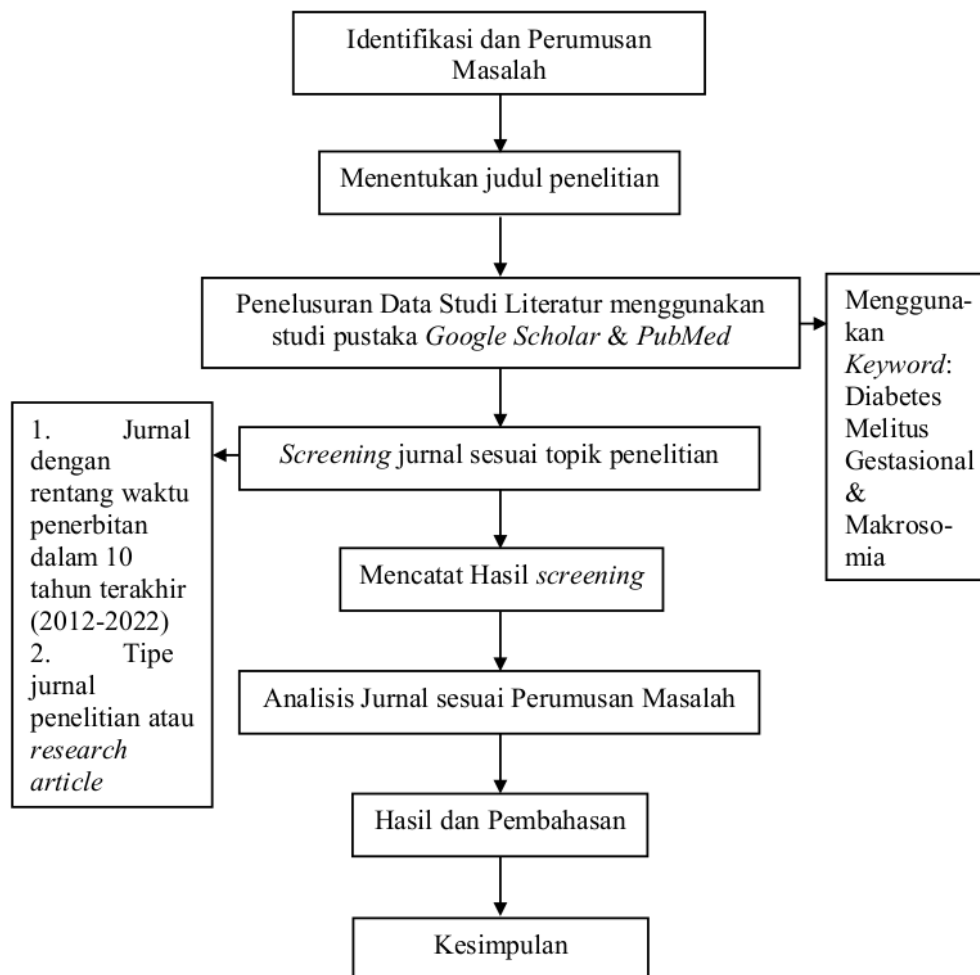 Identifikasi dan Perumusan
Masalah
Menentukan judul penelitian
Penelusuran Data Studi Literatur menggunakan
studi pustaka Google Scholar & PubMed
Mengguna-
kan
Keyword:
Diabetes
Melitus
Gestasional
&
Makroso-
mia
Screening jurnal sesuai topik penelitian
1. Jurnal
dengan
rentang waktu
penerbitan
dalam 10
tahun terakhir
(2012-2022)
2. Tipe
jurnal
penelitian atau
research
article
Mencatat Hasil screening
Analisis Jurnal sesuai Perumusan Masalah
Hasil dan Pembahasan
Kesimpulan